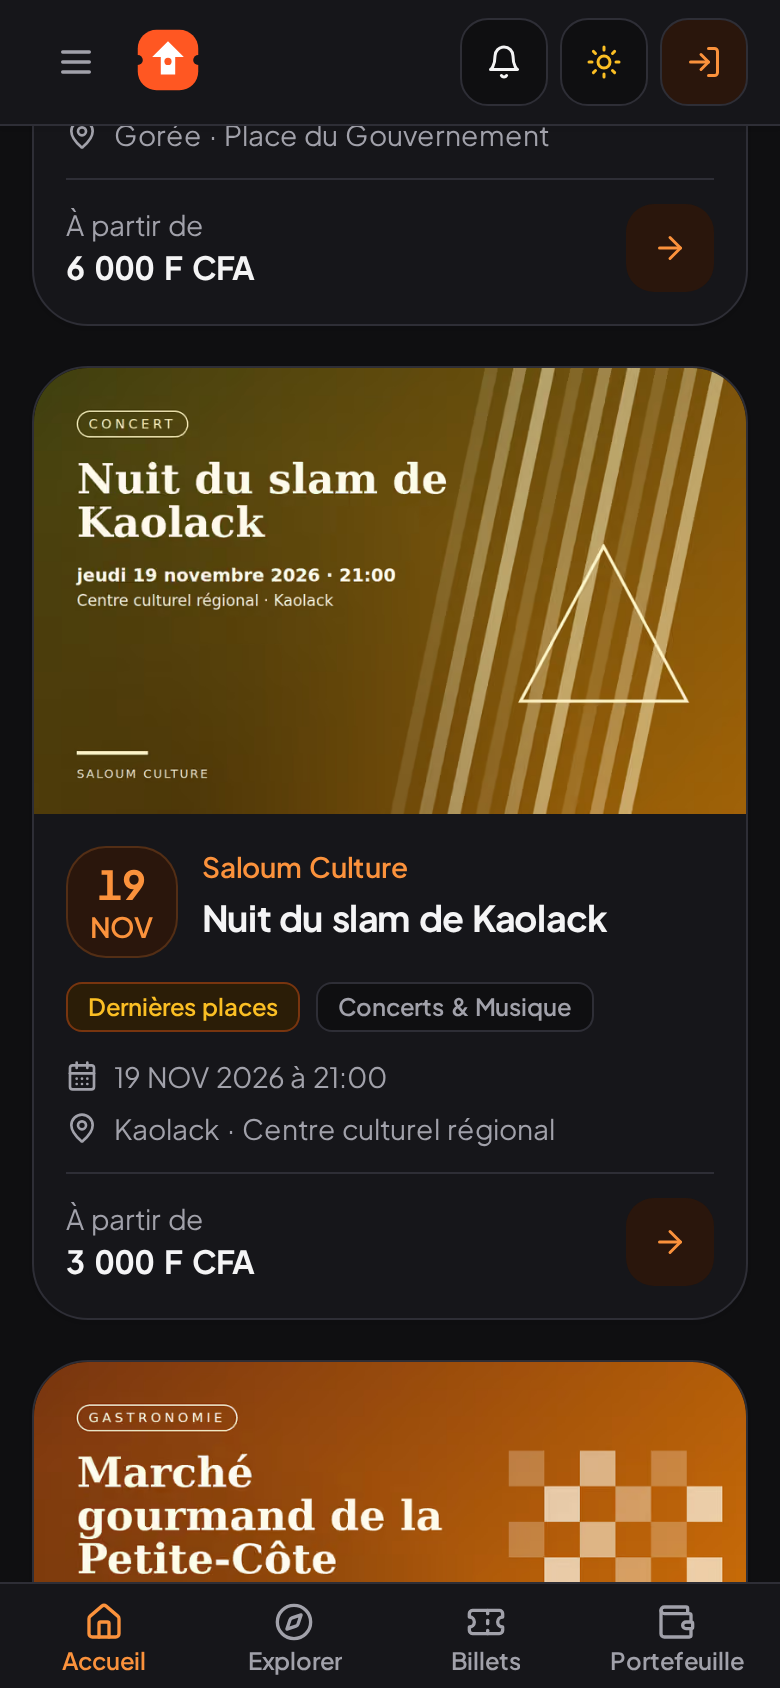 Gorée · Place du Gouvernement
À partir de
6 000 F CFA
CONCERT
Nuit du slam de
Kaolack
jeudi 19 novembre 2026 · 21:00
Centre culturel régional · Kaolack
SALOUM CULTURE
19
NOV
Saloum Culture
Nuit du slam de Kaolack
Dernières places
Concerts & Musique
19 NOV 2026 à 21:00
Kaolack · Centre culturel régional
À partir de
3 000 F CFA
GASTRONOMIE
Marché
gourmand de la
Petite-Côte
Accueil
Explorer
Billets
Portefeuille